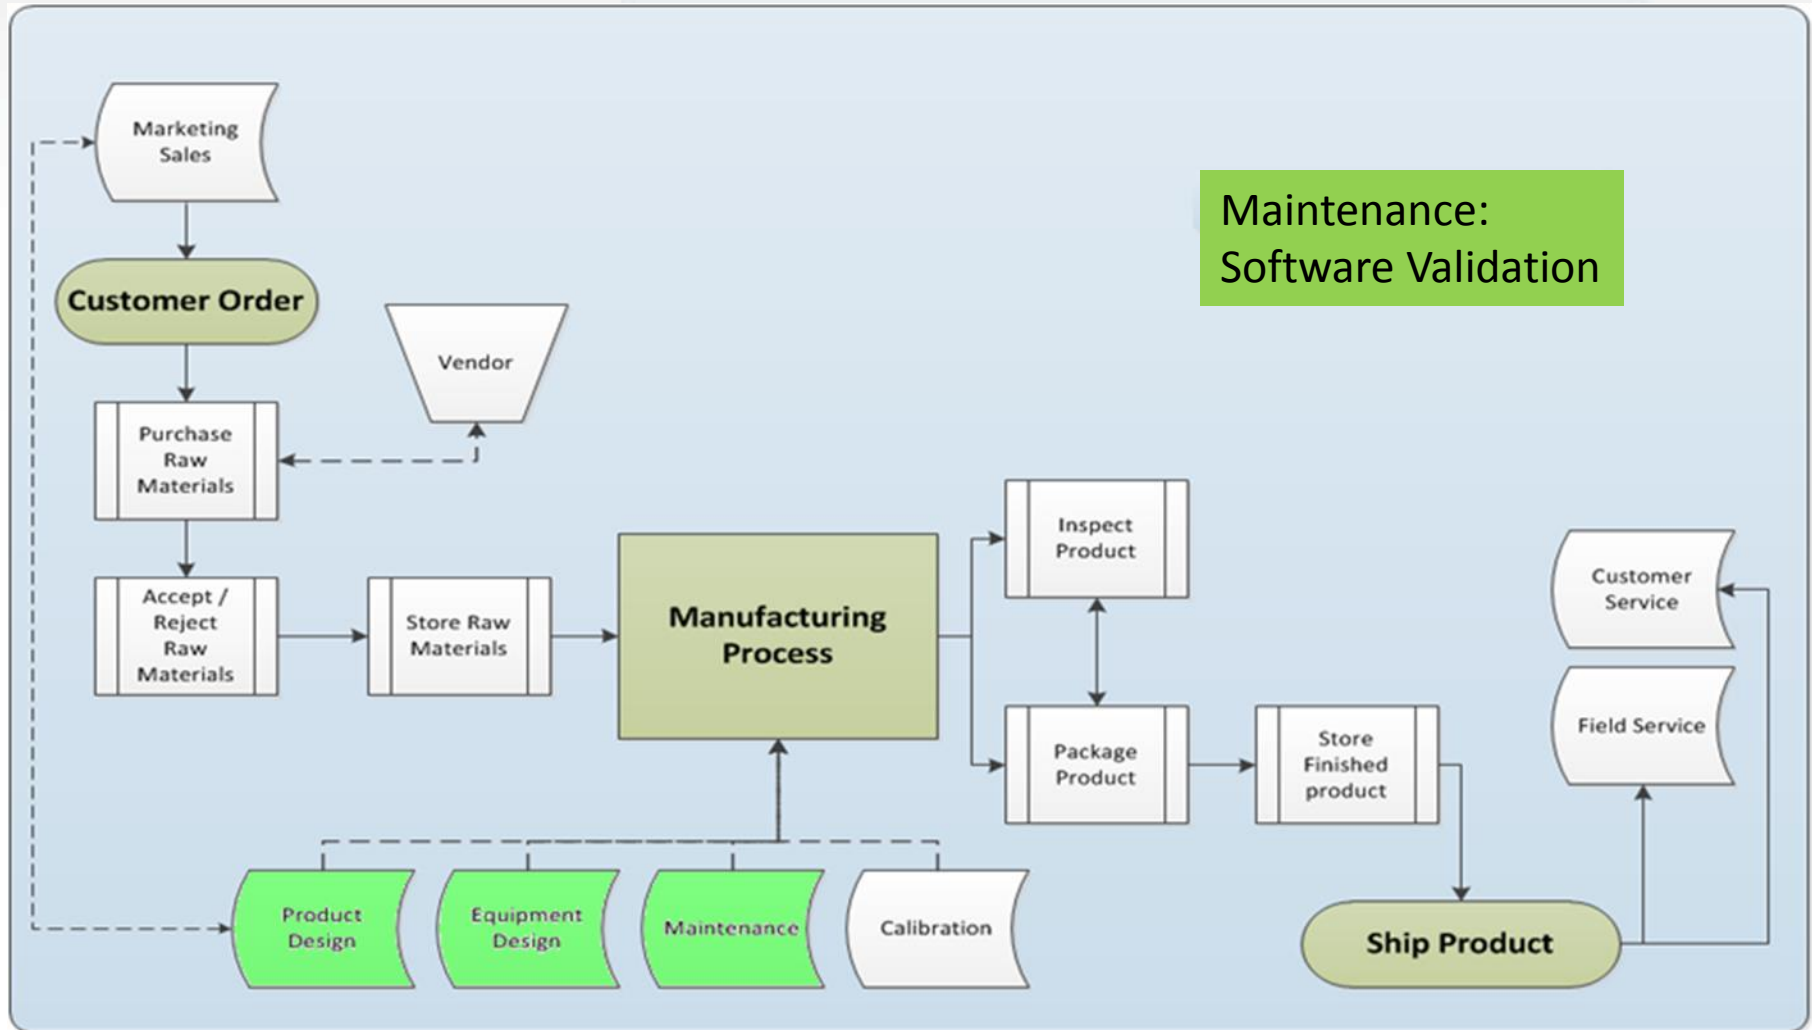 Marketing
Sales
Maintenance:
Software Validation
Customer Order
Vendor
Purchase
Raw
Materials
Inspect
Product
Accept /
Reject
Raw
Materials
Store Raw
Materials
Manufacturing
Process
Customer
Service
Field Service
Package
Product
Store
Finished
product
Product
Design
Equipment
Design
Maintenance
Calibration
Ship Product